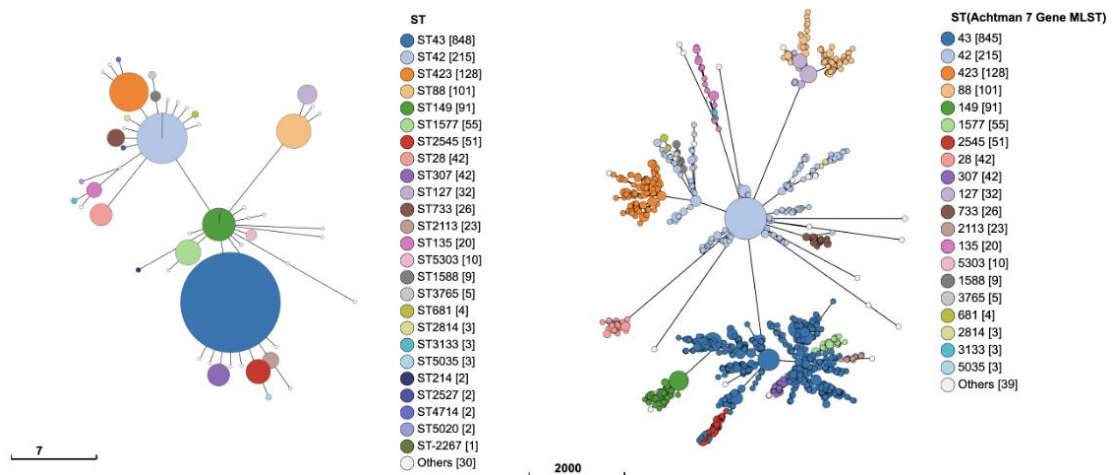 ST
ST43 [848]
ST42 [215]
ST423 [128]
ST88 [101]
ST149 [91]
ST1577 [55]
ST2545 [51]
ST28 [42]
ST307 [42]
ST127 [32]
ST733 [26]
ST2113 [23]
ST135 [20]
ST5303 [10]
ST1588 [9]
ST3765 [5]
ST681 [4]
ST2814 [3]
ST3133 [3]
ST5035 [3]
ST214 [2]
ST2527 [2]
ST4714 [2]
ST5020 [2]
ST-2267 [1]
Others [30]
7
ST(Achtman 7 Gene MLST)
43 [845]
42 [215]
423 [128]
88 [101]
149 [91]
1577 [55]
2545 [51]
28 [42]
307 [42]
127 [32]
733 [26]
2113 [23]
135 [20]
5303 [10]
1588 [9]
3765 [5]
681 [4]
2814 [3]
3133 [3]
5035 [3]
Others [39]
2000